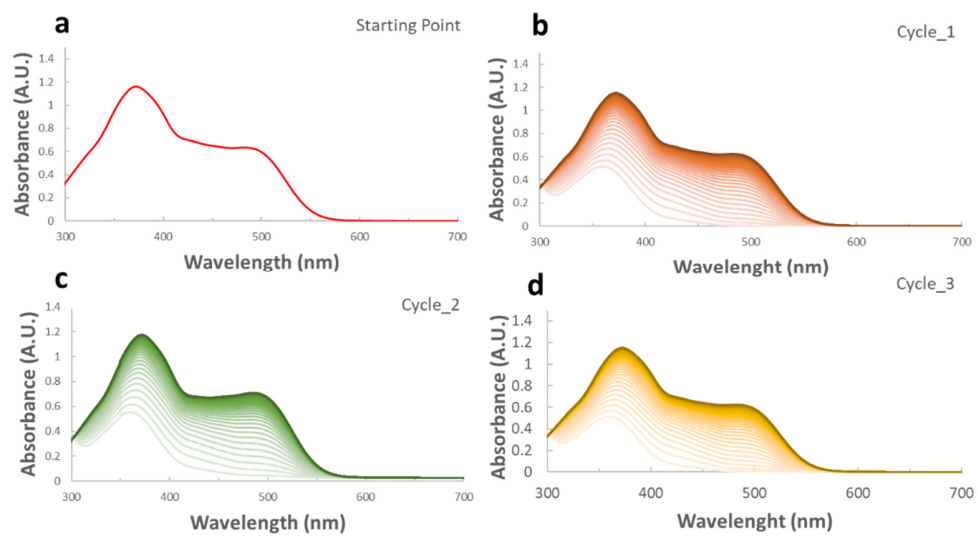 a
Starting Point
Absorbance (A.U.)
1.4
1.2
1
0.8
0.6
0.4
0.2
0
300 400 500 600 700
Wavelength (nm)
b
Cycle_1
Absorbance (A.U.)
1.4
1.2
1
0.8
0.6
0.4
0.2
0
300 400 500 600 700
Wavelenght (nm)
c
Cycle_2
Absorbance (A.U.)
1.4
1.2
1
0.8
0.6
0.4
0.2
0
300 400 500 600 700
Wavelength (nm)
d
Cycle_3
Absorbance (A.U.)
1.4
1.2
1
0.8
0.6
0.4
0.2
0
300 400 500 600 700
Wavelenght (nm)